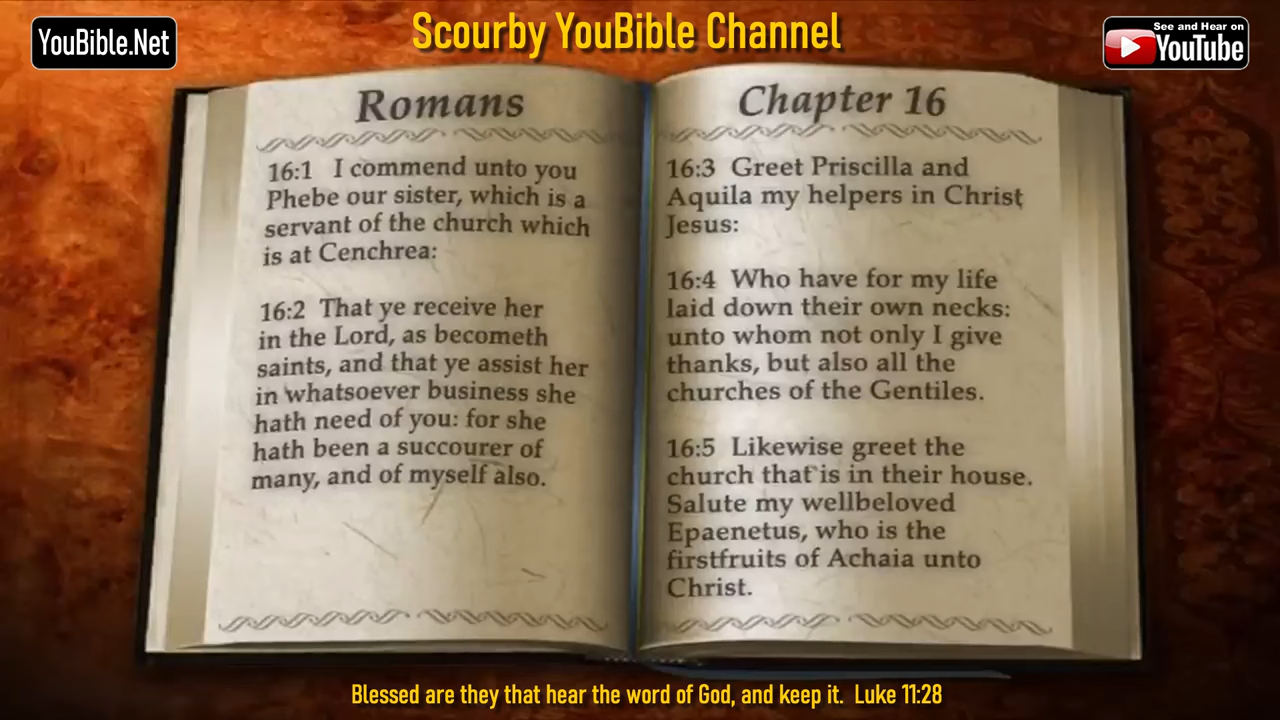 YouBible.Net
Scourby YouBible Channel
See and Hear on
YouTube
Romans
16:1 I commend unto you
Phebe our sister, which is a
servant of the church which
is at Cenchrea:
16:2 That ye receive her
in the Lord, as becometh
saints, and that ye assist her
in whatsoever business she
hath need of you: for she
hath been a succourer of
many, and of myself also.
Chapter 16
16:3 Greet Priscilla and
Aquila my helpers in Christ
Jesus:
16:4 Who have for my life
laid down their own necks:
unto whom not only I give
thanks, but also all the
churches of the Gentiles.
16:5 Likewise greet the
church that is in their house.
Salute my wellbeloved
Epaenetus, who is the
firstfruits of Achaia unto
Christ.
Blessed are they that hear the word of God, and keep it. Luke 11:28